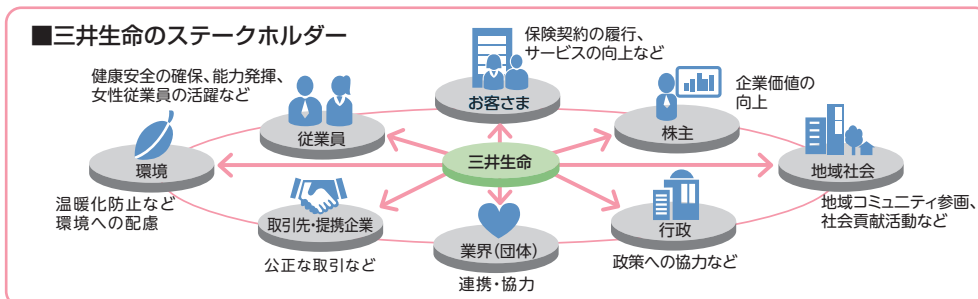 ■三井生命のステークホルダー
保険契約の履行、
サービスの向上など
お客さま
健康安全の確保、能力発揮、
女性従業員の活躍など
従業員
企業価値の
向上
株主
環境
温暖化防止など
環境への配慮
三井生命
地域社会
地域コミュニティ参画、
社会貢献活動など
取引先・提携企業
公正な取引など
業界(団体)
連携・協力
行政
政策への協力など